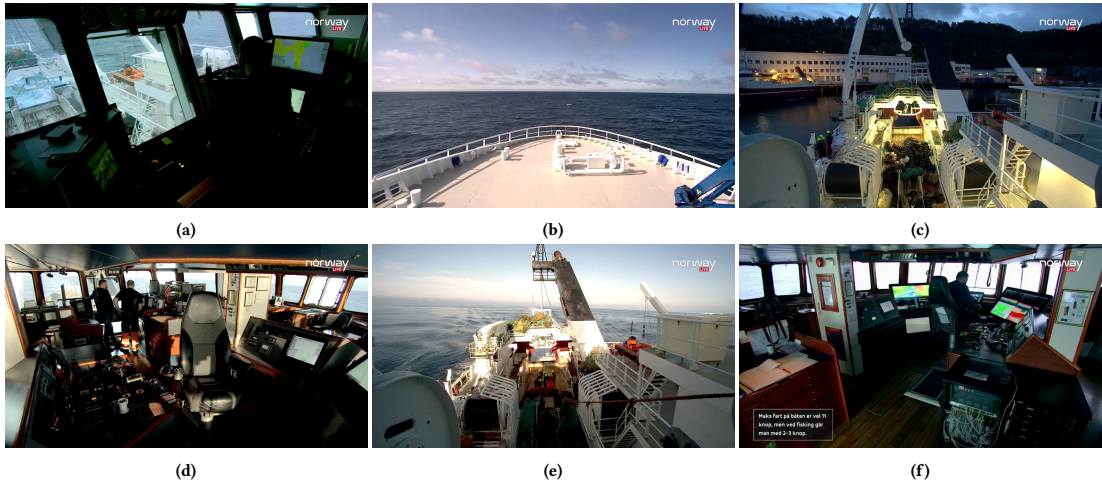 norway
LIVE
norway
LIVE
norway
LIVE
(a)
(b)
(c)
norway
LIVE
norway
LIVE
norway
LIVE
Maks fart på båten er vel 11
knop, men ved fisking går
man med 2-3 knop.
(d)
(e)
(f)